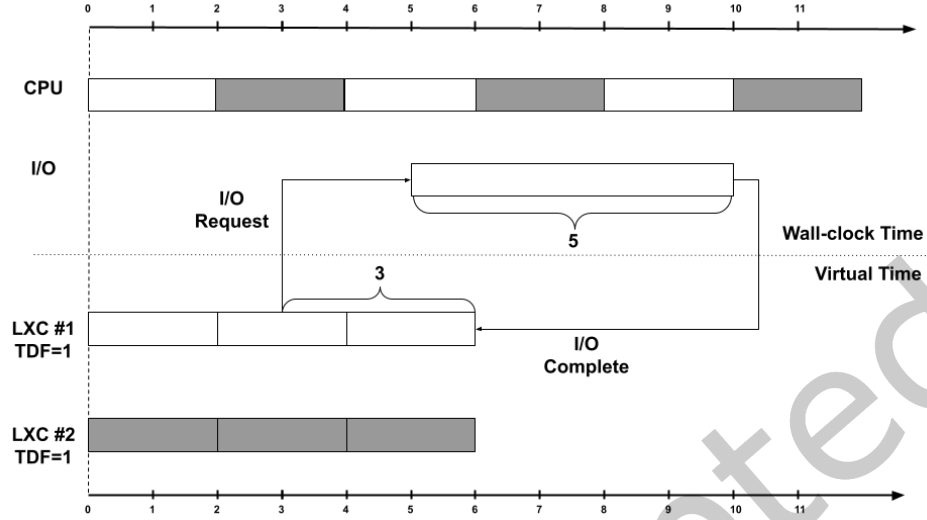 0 1 2 3 4 5 6 7 8 9 10 11
CPU
I/O
I/O
Request
5
Wall-clock Time
Virtual Time
3
LXC #1
TDF=1
I/O
Complete
LXC #2
TDF=1
0 1 2 3 4 5 6 7 8 9 10 11